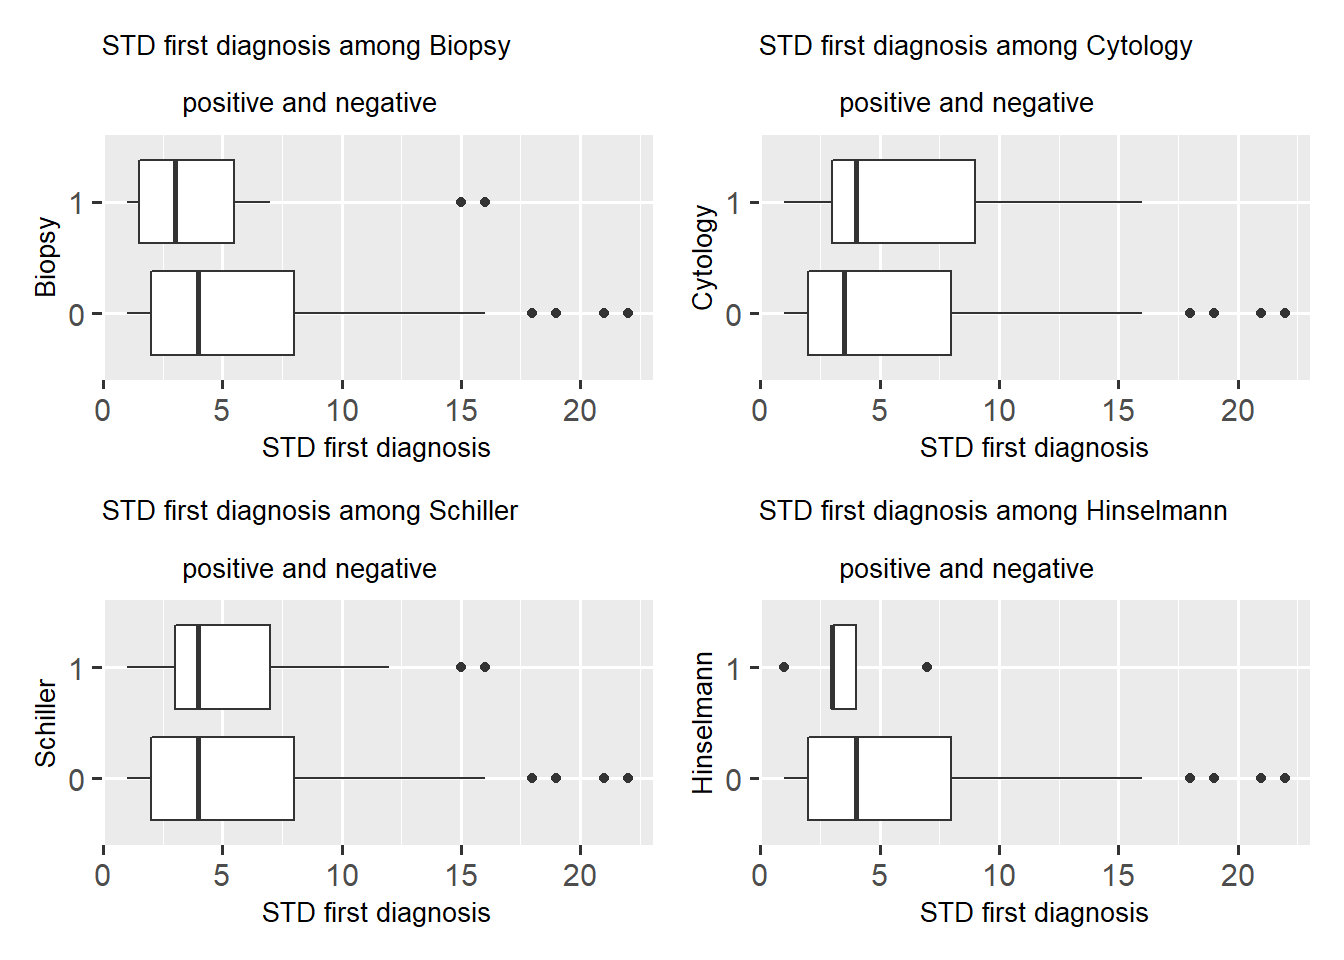 STD first diagnosis among Biopsy
positive and negative
Biopsy
1
0
0 5 10 15 20
STD first diagnosis
STD first diagnosis among Cytology
positive and negative
Cytology
1
0
0 5 10 15 20
STD first diagnosis
STD first diagnosis among Schiller
positive and negative
Schiller
1
0
0 5 10 15 20
STD first diagnosis
STD first diagnosis among Hinselmann
positive and negative
Hinselmann
1
0
0 5 10 15 20
STD first diagnosis